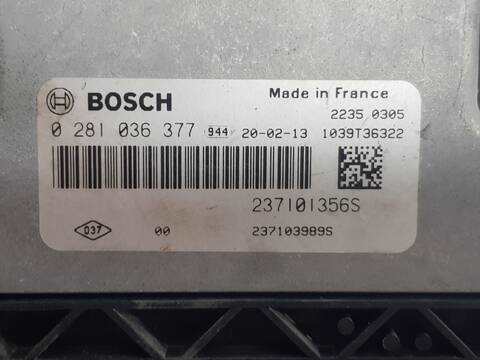 BOSCH Made in France
2235 0305
0 281 036 377 944 20-02-13 1039T36322
237101356S
D37 00 237103989S